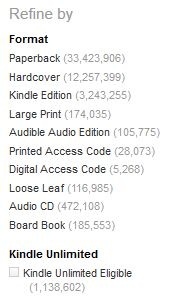 Refine by
Format
Paperback (33,423,906)
Hardcover (12,257,399)
Kindle Edition (3,243,255)
Large Print (174,035)
Audible Audio Edition (105,775)
Printed Access Code (28,073)
Digital Access Code (5,268)
Loose Leaf (116,985)
Audio CD (472,108)
Board Book (185,553)
Kindle Unlimited
Kindle Unlimited Eligible
(1,138,602)